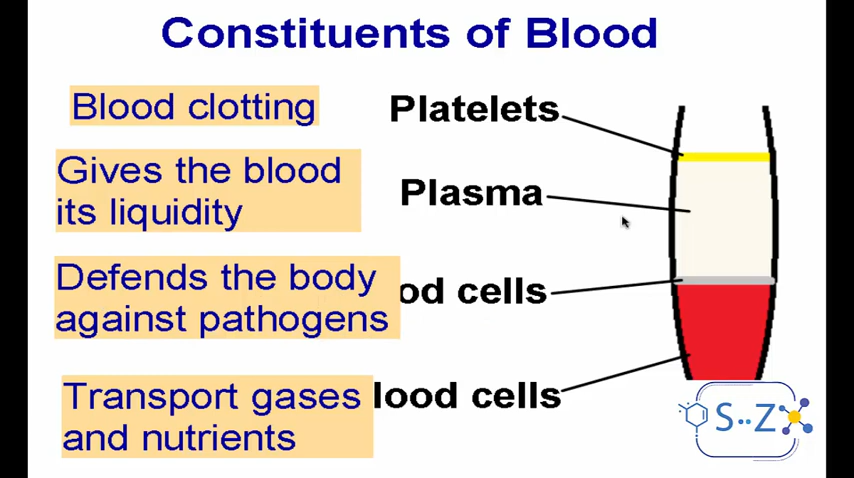 Constituents of Blood
Blood clotting
Platelets
Gives the blood
its liquidity
Plasma
Defends the body
against pathogens
od cells
Transport gases
and nutrients
lood cells
S..Z